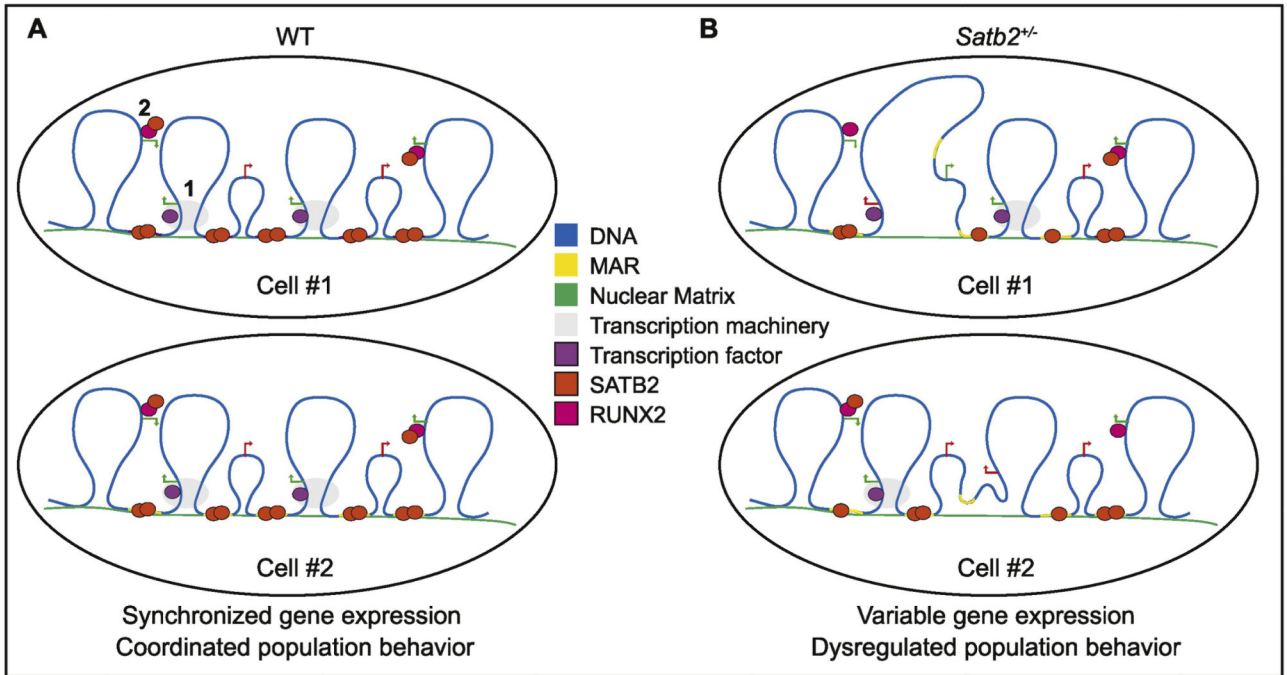 A
WT
2
1
Cell #1
Cell #2
Synchronized gene expression
Coordinated population behavior
DNA
MAR
Nuclear Matrix
Transcription machinery
Transcription factor
SATB2
RUNX2
B
Satb2+/-
Cell #1
Cell #2
Variable gene expression
Dysregulated population behavior